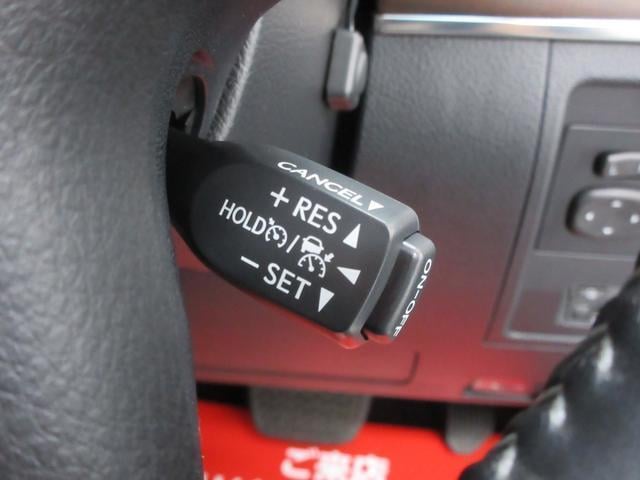 CANCEL▼
+ RES ▲
HOLD /
− SET ▼
ON-OFF
ご来店